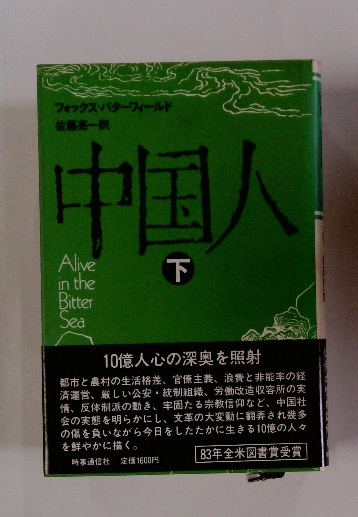 フォックス・バターフィールド
佐藤亮一訳
中国人
下
Alive
in the
Bitter
Sea
10億人心の深奥を照射
都市と農村の生活格差、官僚主義、浪費と非能率の経
済運営、厳しい公安・統制組織、労働改造収容所の実
情、反体制派の動き、牢固たる宗教信仰など、中国社
会の実態を明らかにし、文革の大変動に翻弄され幾多
の傷を負いながら今日をしたたかに生きる10億の人々
を鮮やかに描く。
時事通信社 定価1600円
83年全米図書賞受賞